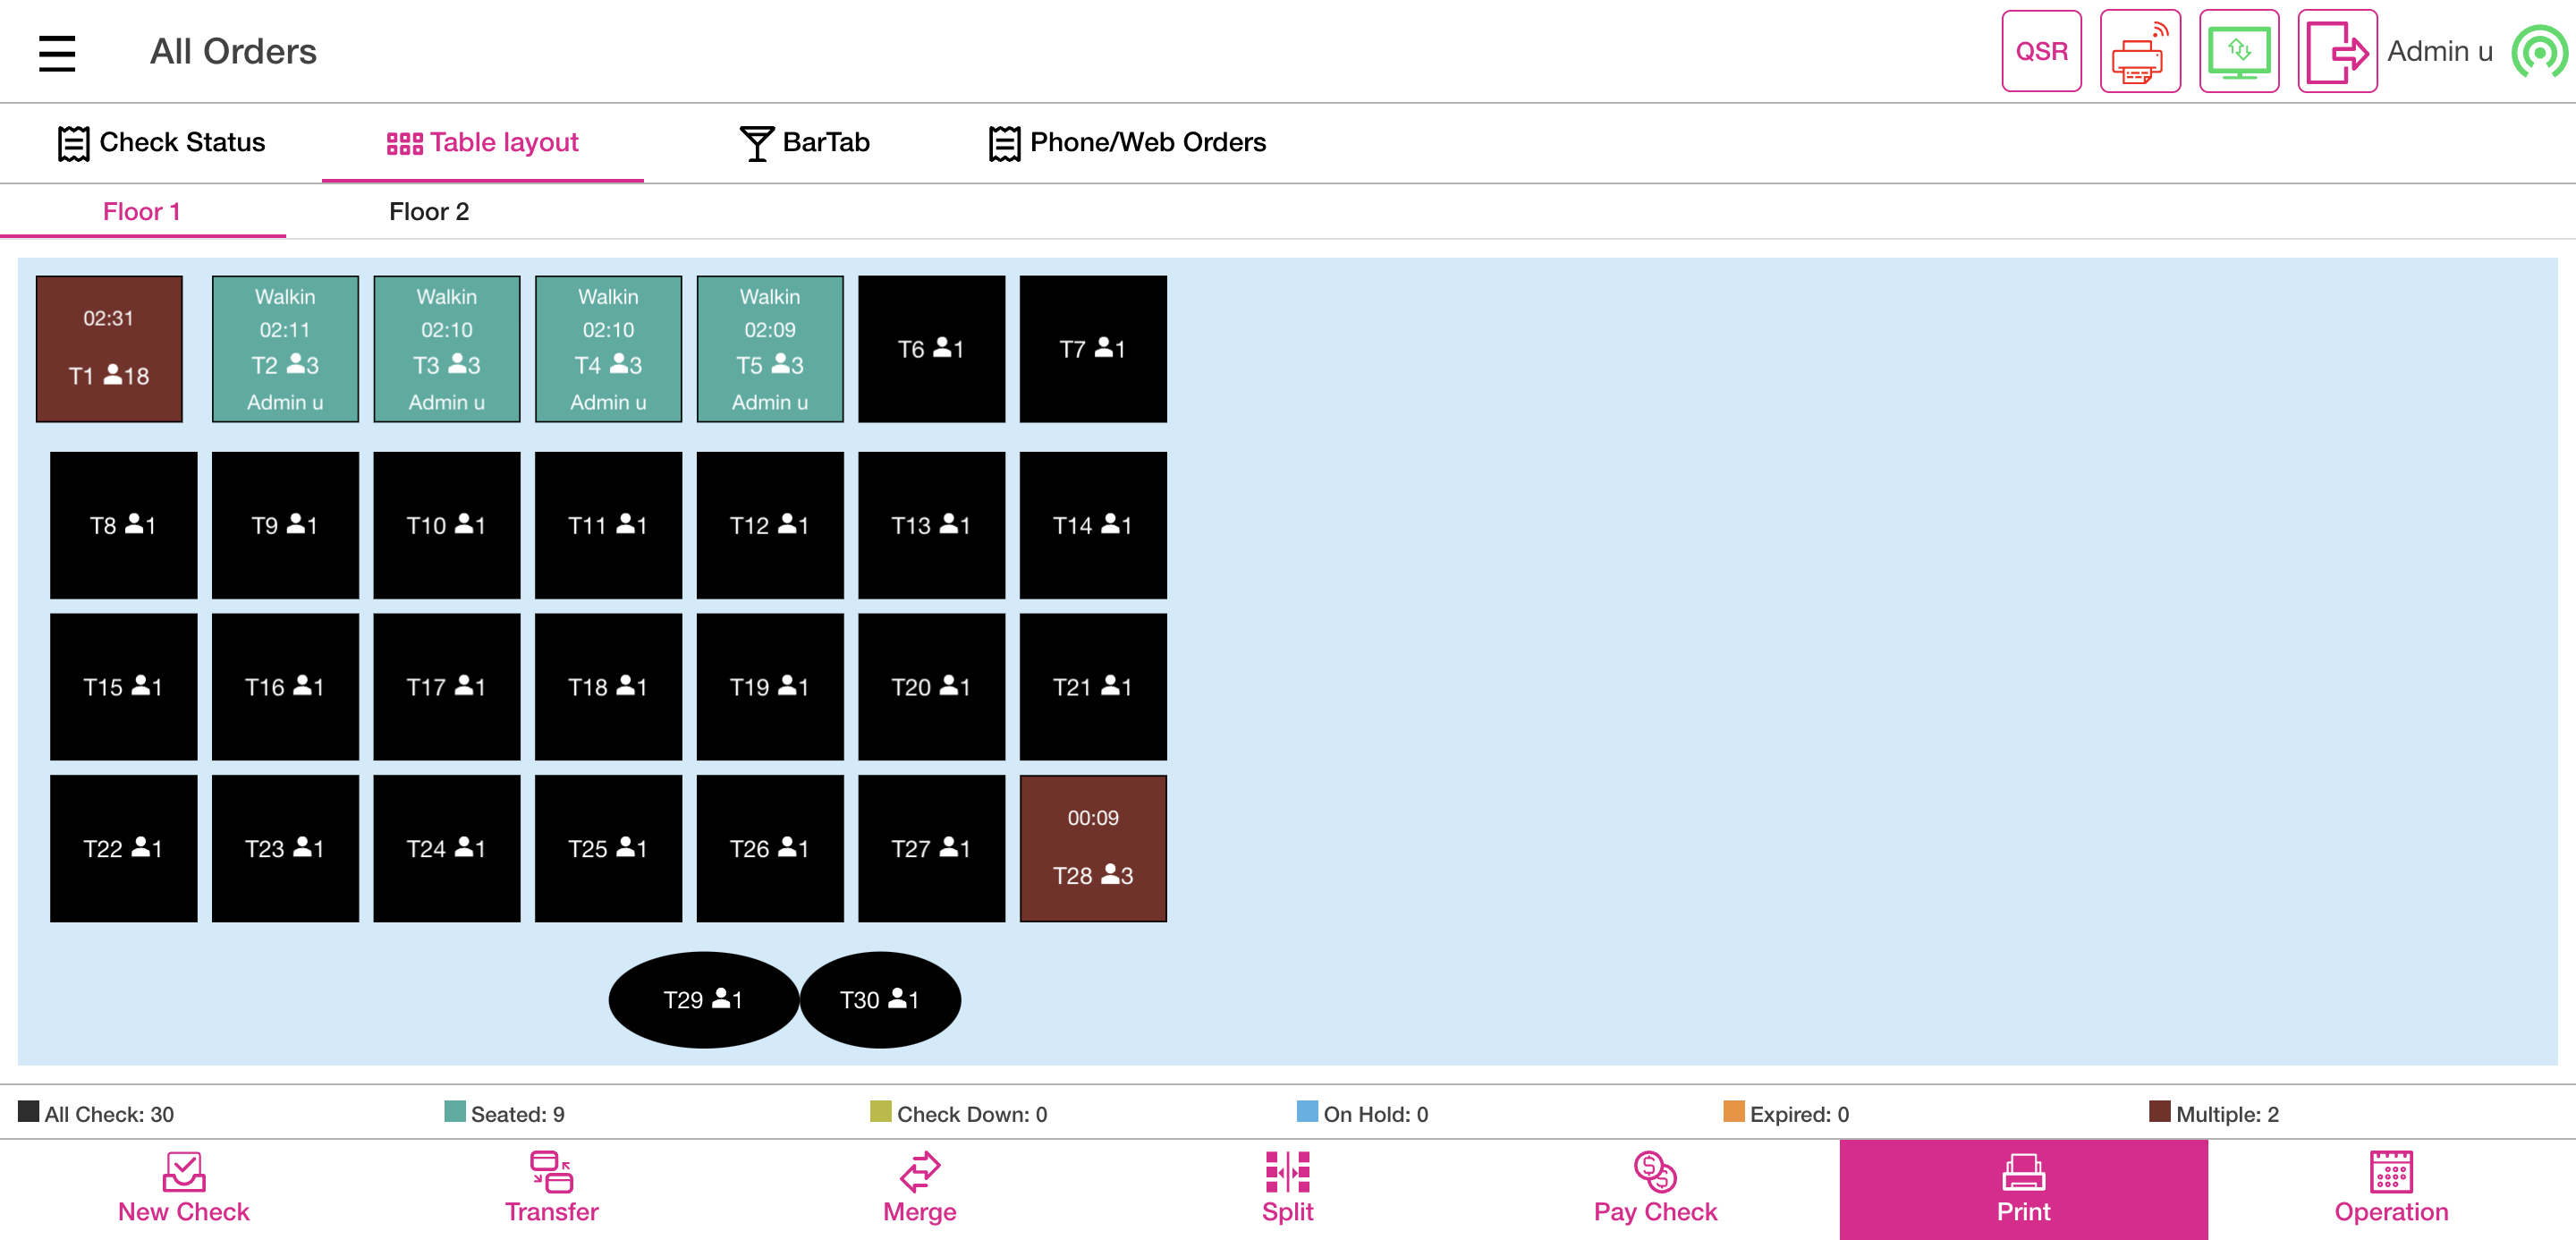 All Orders
QSR
Admin u
Check Status
Table layout
BarTab
Phone/Web Orders
Floor 1
Floor 2
02:31
T1 18
Walkin
02:11
T2 3
Admin u
Walkin
02:10
T3 3
Admin u
Walkin
02:10
T4 3
Admin u
Walkin
02:09
T5 3
Admin u
T6 1
T7 1
T8 1
T9 1
T10 1
T11 1
T12 1
T13 1
T14 1
T15 1
T16 1
T17 1
T18 1
T19 1
T20 1
T21 1
T22 1
T23 1
T24 1
T25 1
T26 1
T27 1
00:09
T28 3
T29 1
T30 1
All Check: 30
Seated: 9
Check Down: 0
On Hold: 0
Expired: 0
Multiple: 2
New Check
Transfer
Merge
Split
Pay Check
Print
Operation